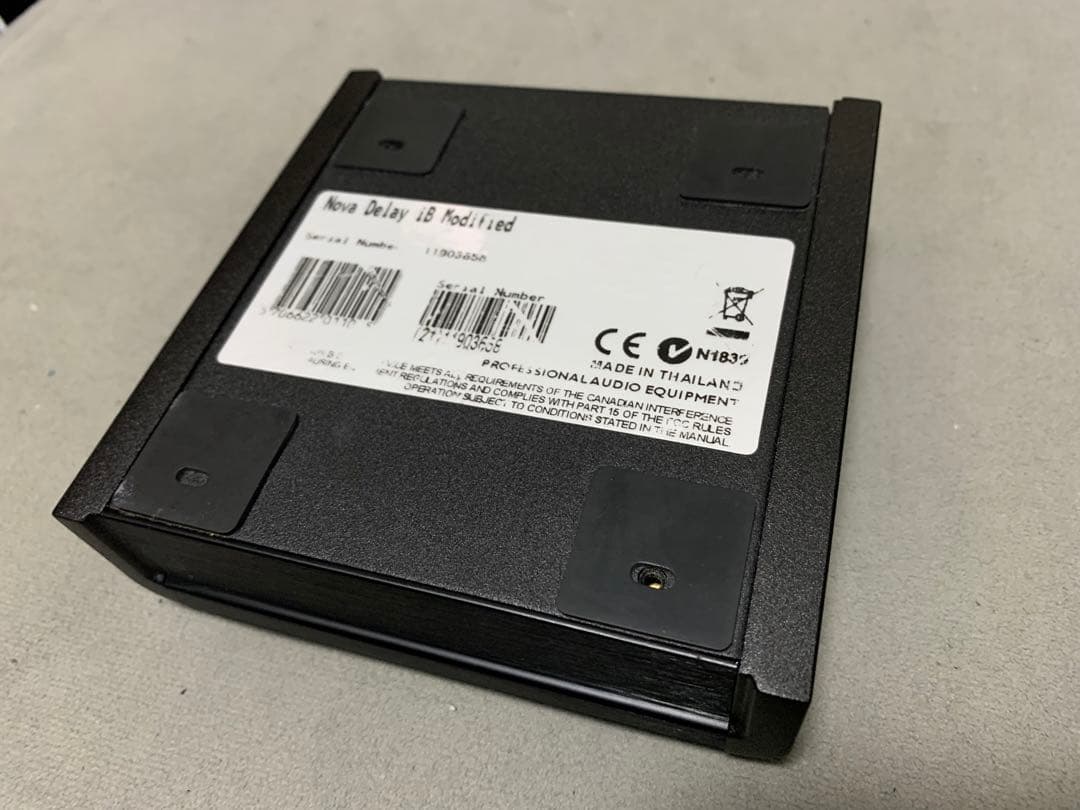 Nova Delay iB Modified
Serial Number 11903658
Serial Number
CE N1839
MADE IN THAILAND
PROFESSIONAL AUDIO EQUIPMENT
MEETS ALL REQUIREMENTS OF THE CANADIAN INTERFERENCE
REGULATIONS AND COMPLIES WITH PART 15 OF THE FCC RULES
OPERATION SUBJECT TO CONDITIONS STATED IN THE MANUAL.